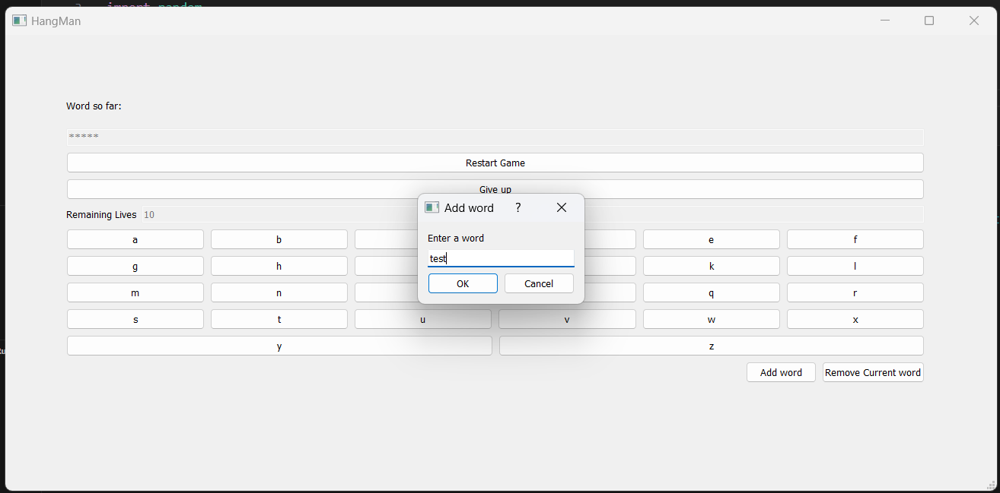 import random
HangMan
Word so far:
*****
Restart Game
Give up
Remaining Lives 10
a b e f
g h k l
m n q r
s t u v w x
y z
Add word Remove Current word
Add word ?
Enter a word
test
OK Cancel